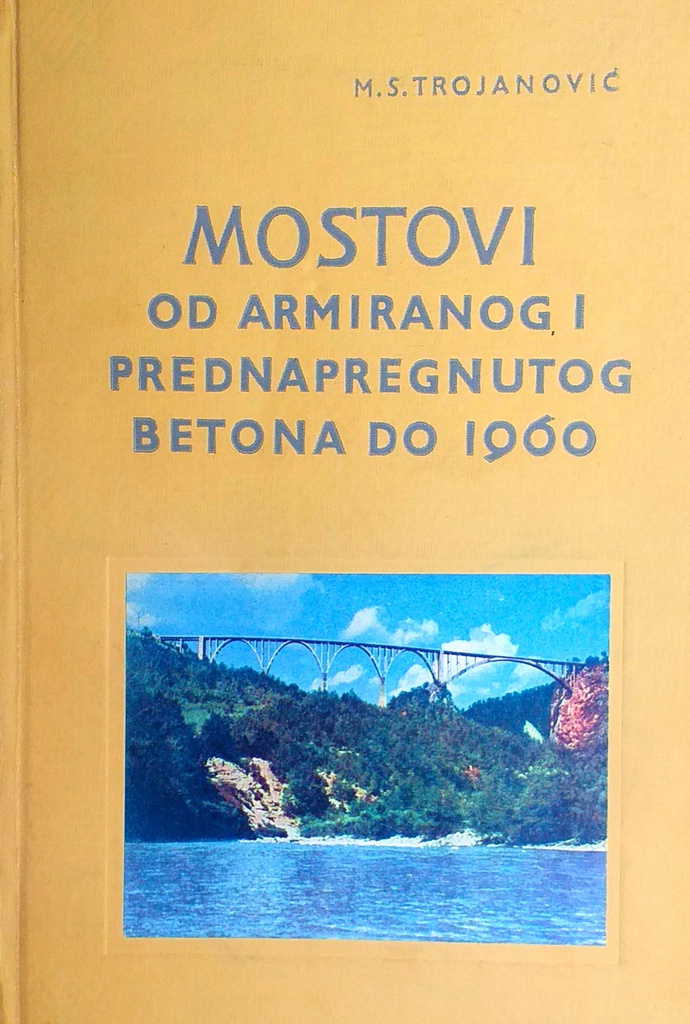 M.S.TROJANOVIĆ
MOSTOVI
OD ARMIRANOG I
PREDNAPREGNUTOG
BETONA DO 1960